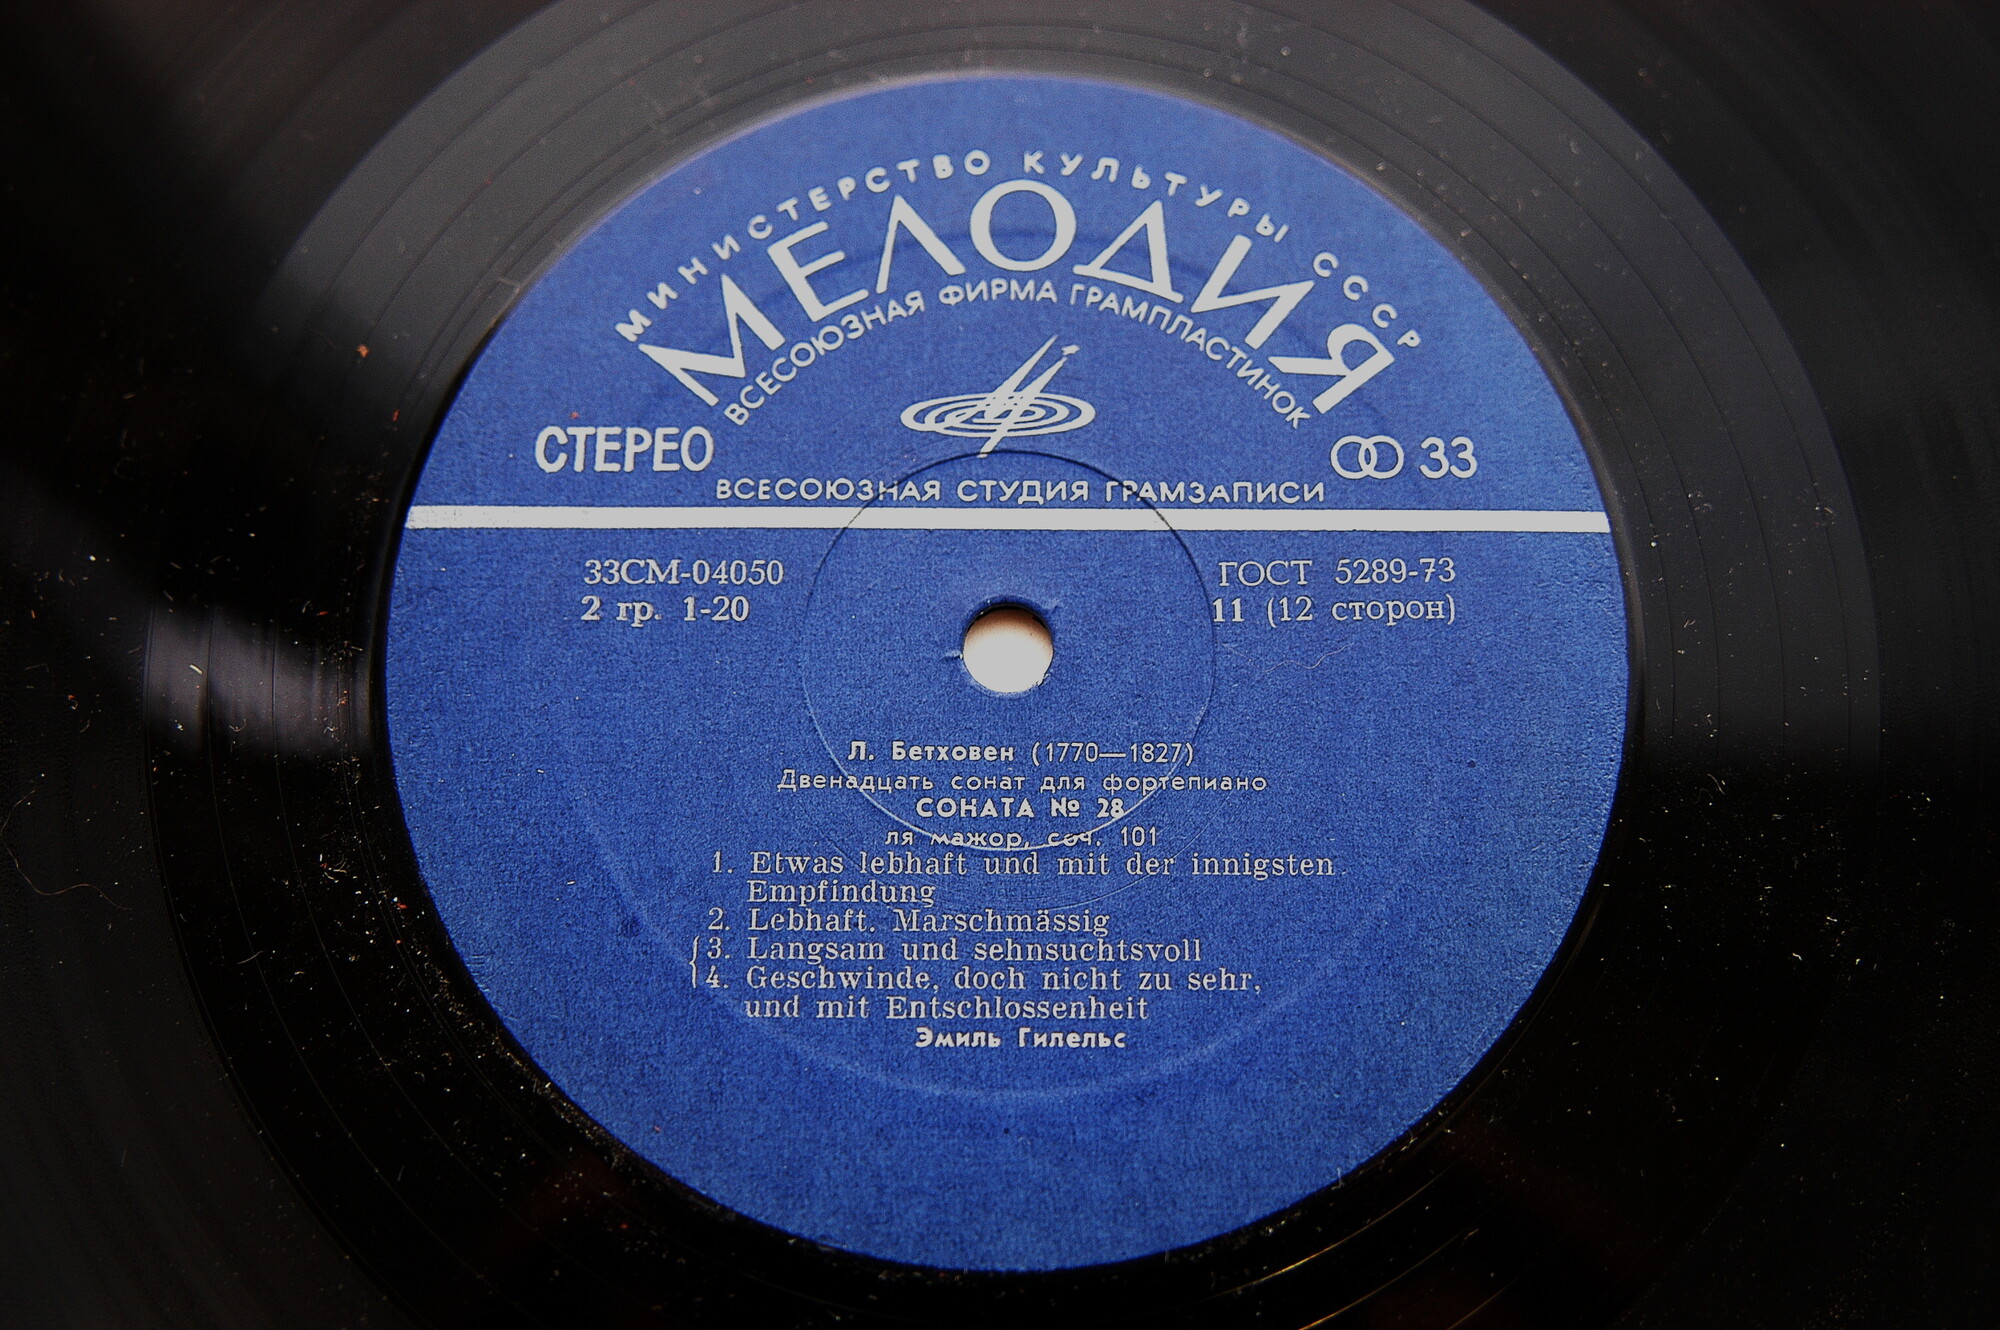 МИНИСТЕРСТВО КУЛЬТУРЫ СССР
МЕЛОДИЯ
ВСЕСОЮЗНАЯ ФИРМА ГРАМПЛАСТИНОК
СТЕРЕО 33
ВСЕСОЮЗНАЯ СТУДИЯ ГРАМЗАПИСИ
33СМ-04050 ГОСТ 5289-73
2 гр. 1-20 11 (12 сторон)
Л. Бетховен (1770—1827)
Двенадцать сонат для фортепиано
СОНАТА № 28
ля мажор, соч. 101
1. Etwas lebhaft und mit der innigsten
Empfindung
2. Lebhaft. Marschmässig
3. Langsam und sehnsuchtsvoll
4. Geschwinde, doch nicht zu sehr,
und mit Entschlossenheit
Эмиль Гилельс